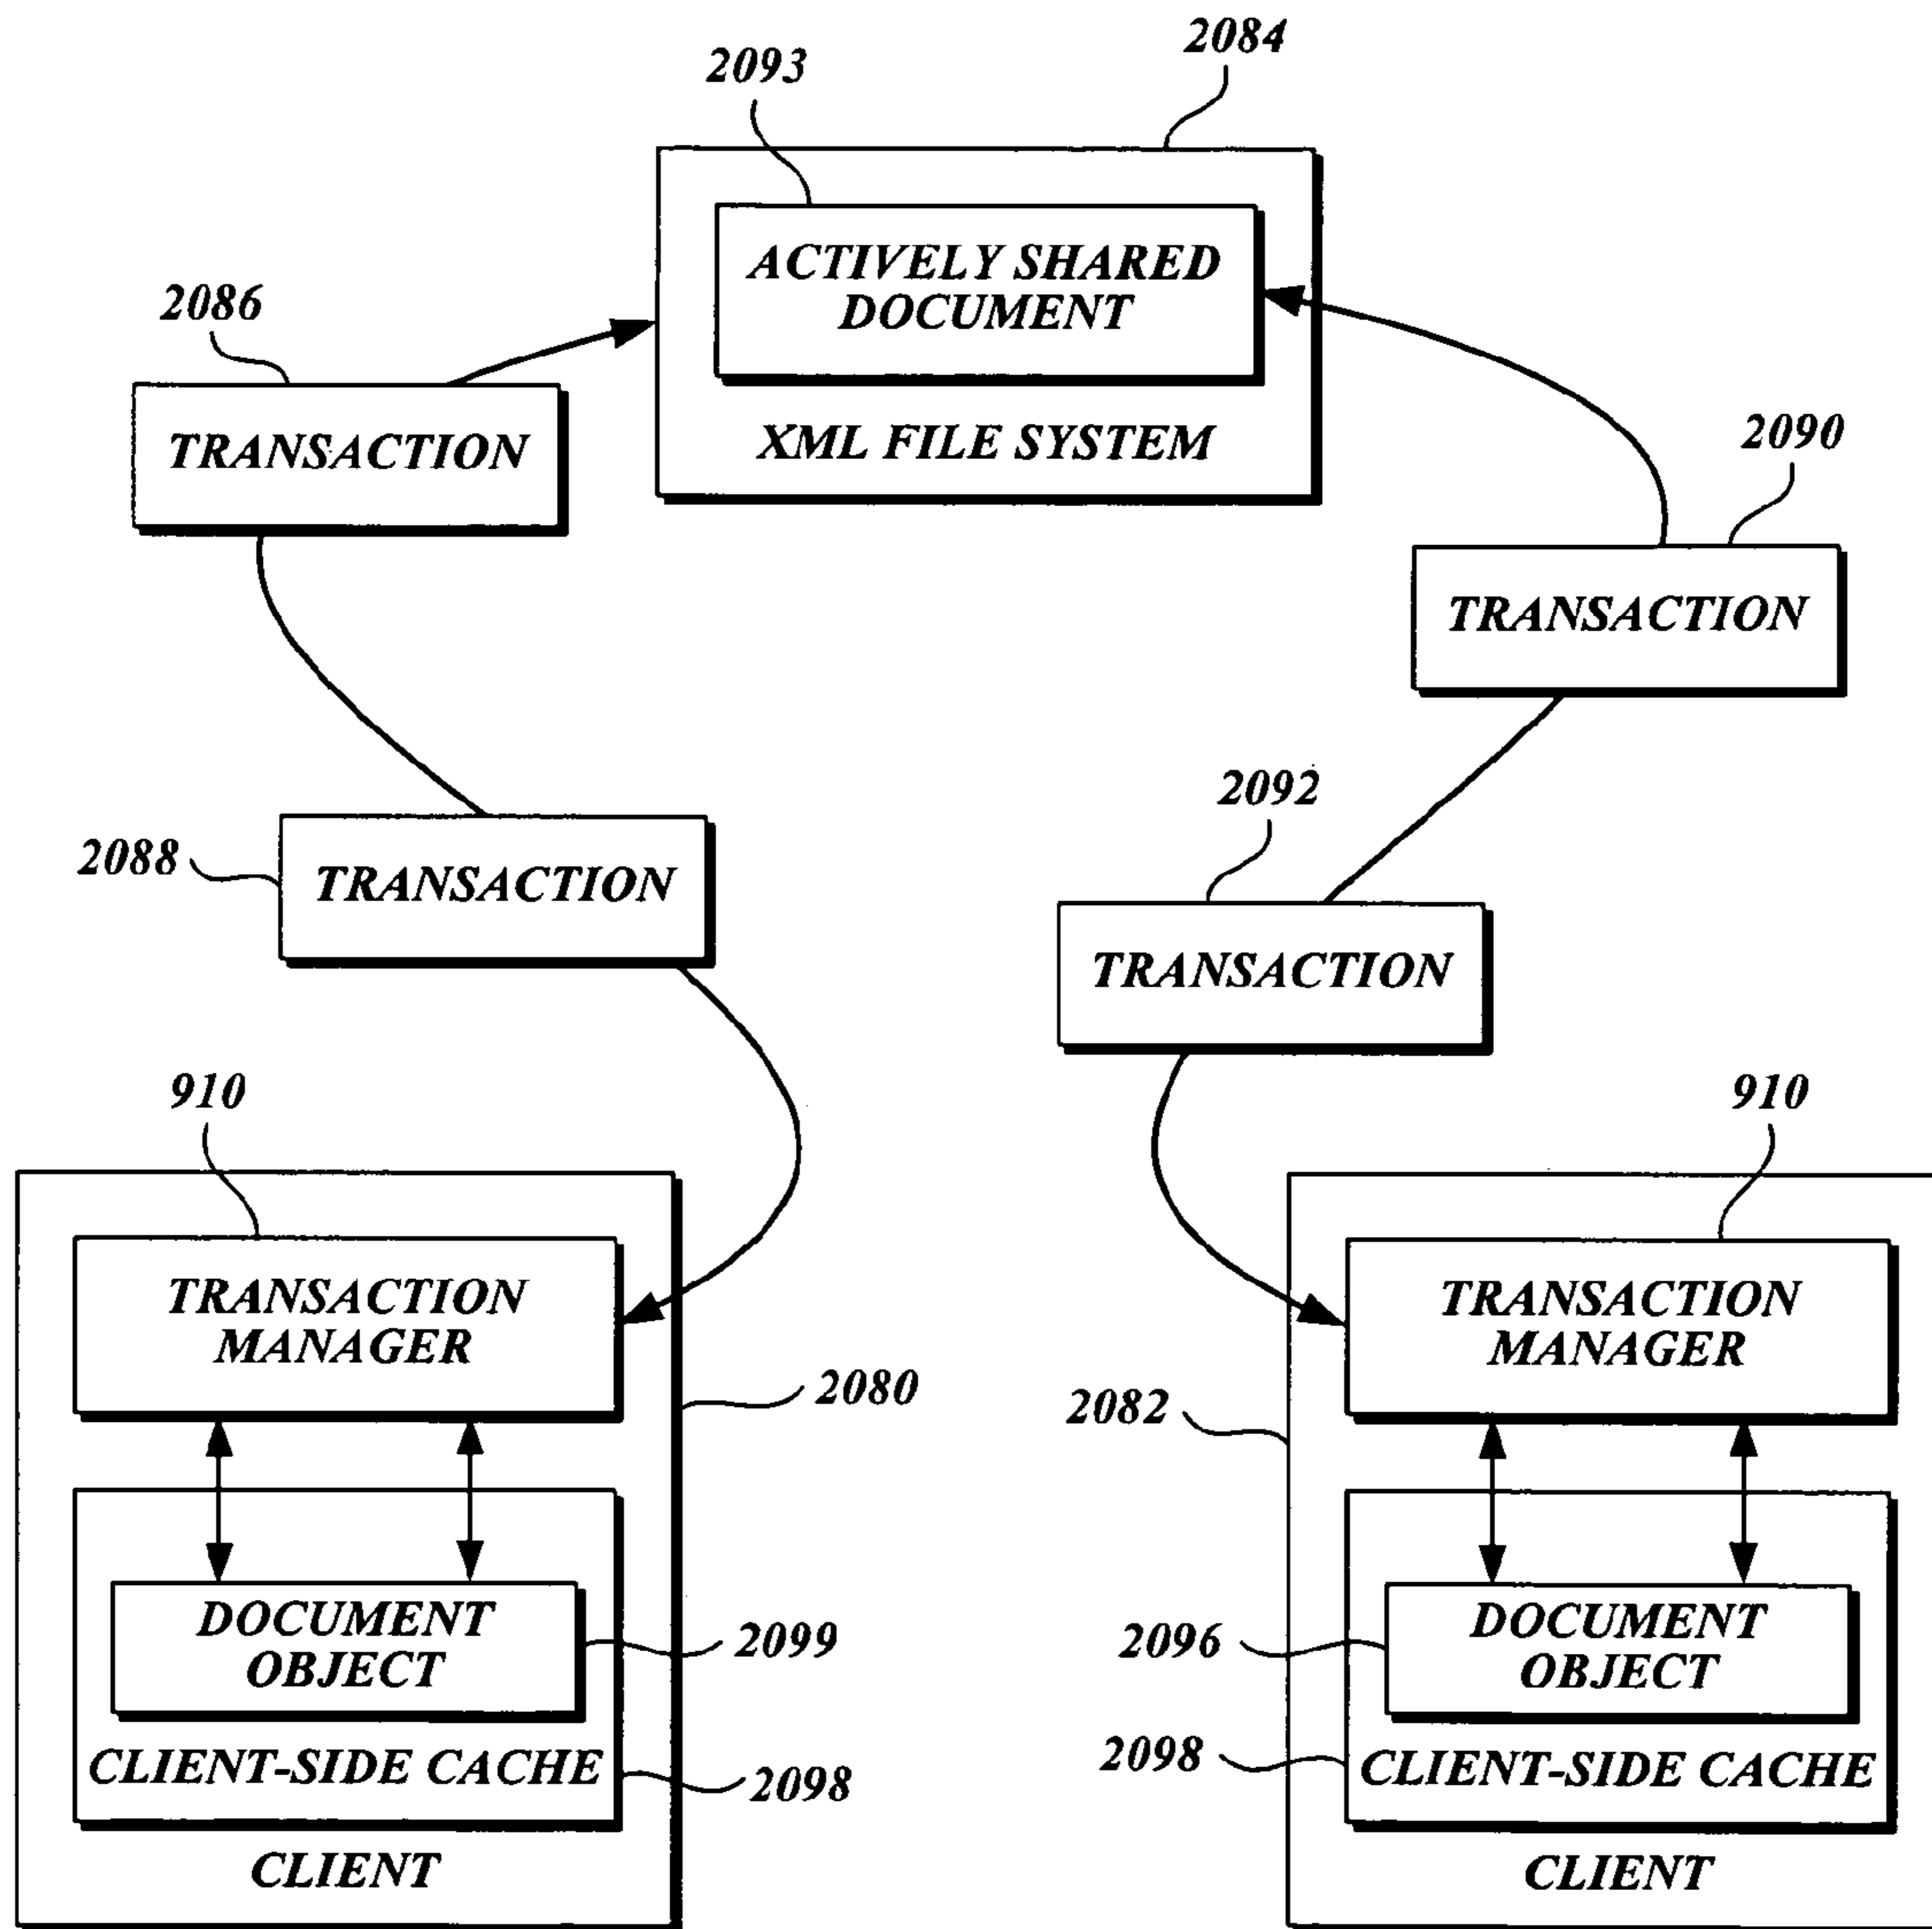 2084
2093
ACTIVELY SHARED
DOCUMENT
XML FILE SYSTEM
2086
TRANSACTION
2090
TRANSACTION
2088
TRANSACTION
2092
TRANSACTION
910
TRANSACTION
MANAGER
2080
DOCUMENT
OBJECT
2099
CLIENT-SIDE CACHE
2098
CLIENT
910
TRANSACTION
MANAGER
2082
DOCUMENT
OBJECT
2096
CLIENT-SIDE CACHE
2098
CLIENT